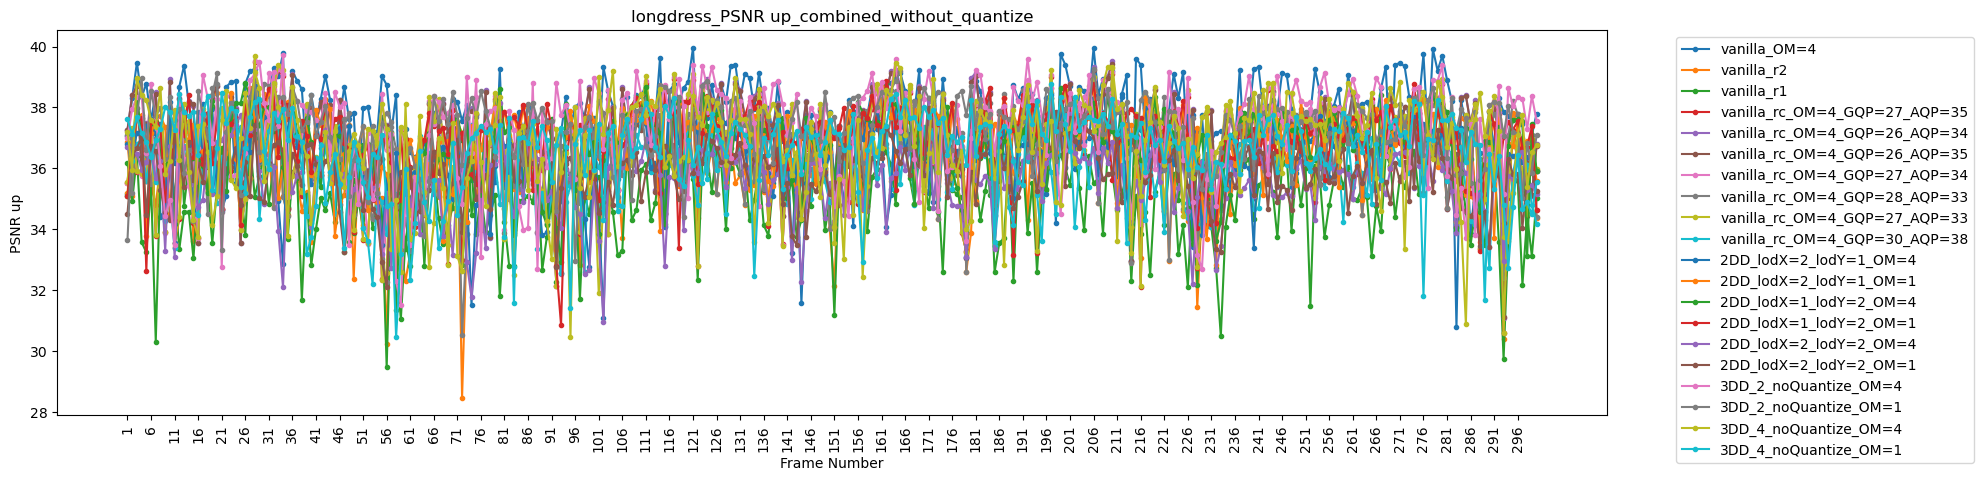 longdress_PSNR up_combined_without_quantize
PSNR up
40
38
36
34
32
30
28
1 6 11 16 21 26 31 36 41 46 51 56 61 66 71 76 81 86 91 96 101 106 111 116 121 126 131 136 141 146 151 156 161 166 171 176 181 186 191 196 201 206 211 216 221 226 231 236 241 246 251 256 261 266 271 276 281 286 291 296
Frame Number
vanilla_OM=4
vanilla_r2
vanilla_r1
vanilla_rc_OM=4_GQP=27_AQP=35
vanilla_rc_OM=4_GQP=26_AQP=34
vanilla_rc_OM=4_GQP=26_AQP=35
vanilla_rc_OM=4_GQP=27_AQP=34
vanilla_rc_OM=4_GQP=28_AQP=33
vanilla_rc_OM=4_GQP=27_AQP=33
vanilla_rc_OM=4_GQP=30_AQP=38
2DD_lodX=2_lodY=1_OM=4
2DD_lodX=2_lodY=1_OM=1
2DD_lodX=1_lodY=2_OM=4
2DD_lodX=1_lodY=2_OM=1
2DD_lodX=2_lodY=2_OM=4
2DD_lodX=2_lodY=2_OM=1
3DD_2_noQuantize_OM=4
3DD_2_noQuantize_OM=1
3DD_4_noQuantize_OM=4
3DD_4_noQuantize_OM=1